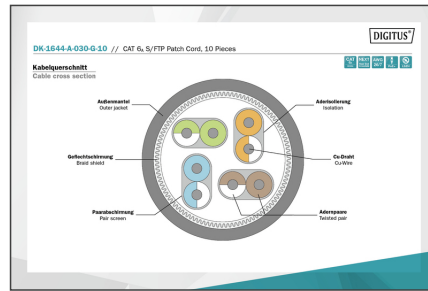 DIGITUS®
DK-1644-A-030-G-10 // CAT 6A S/FTP Patch Cord, 10 Pieces
Kabelquerschnitt
Cable cross section
Außenmantel
Outer jacket
Aderisolierung
Isolation
Geflechtschirmung
Braid shield
Cu-Draht
Cu-Wire
Paarabschirmung
Pair screen
Adernpaare
Twisted pair